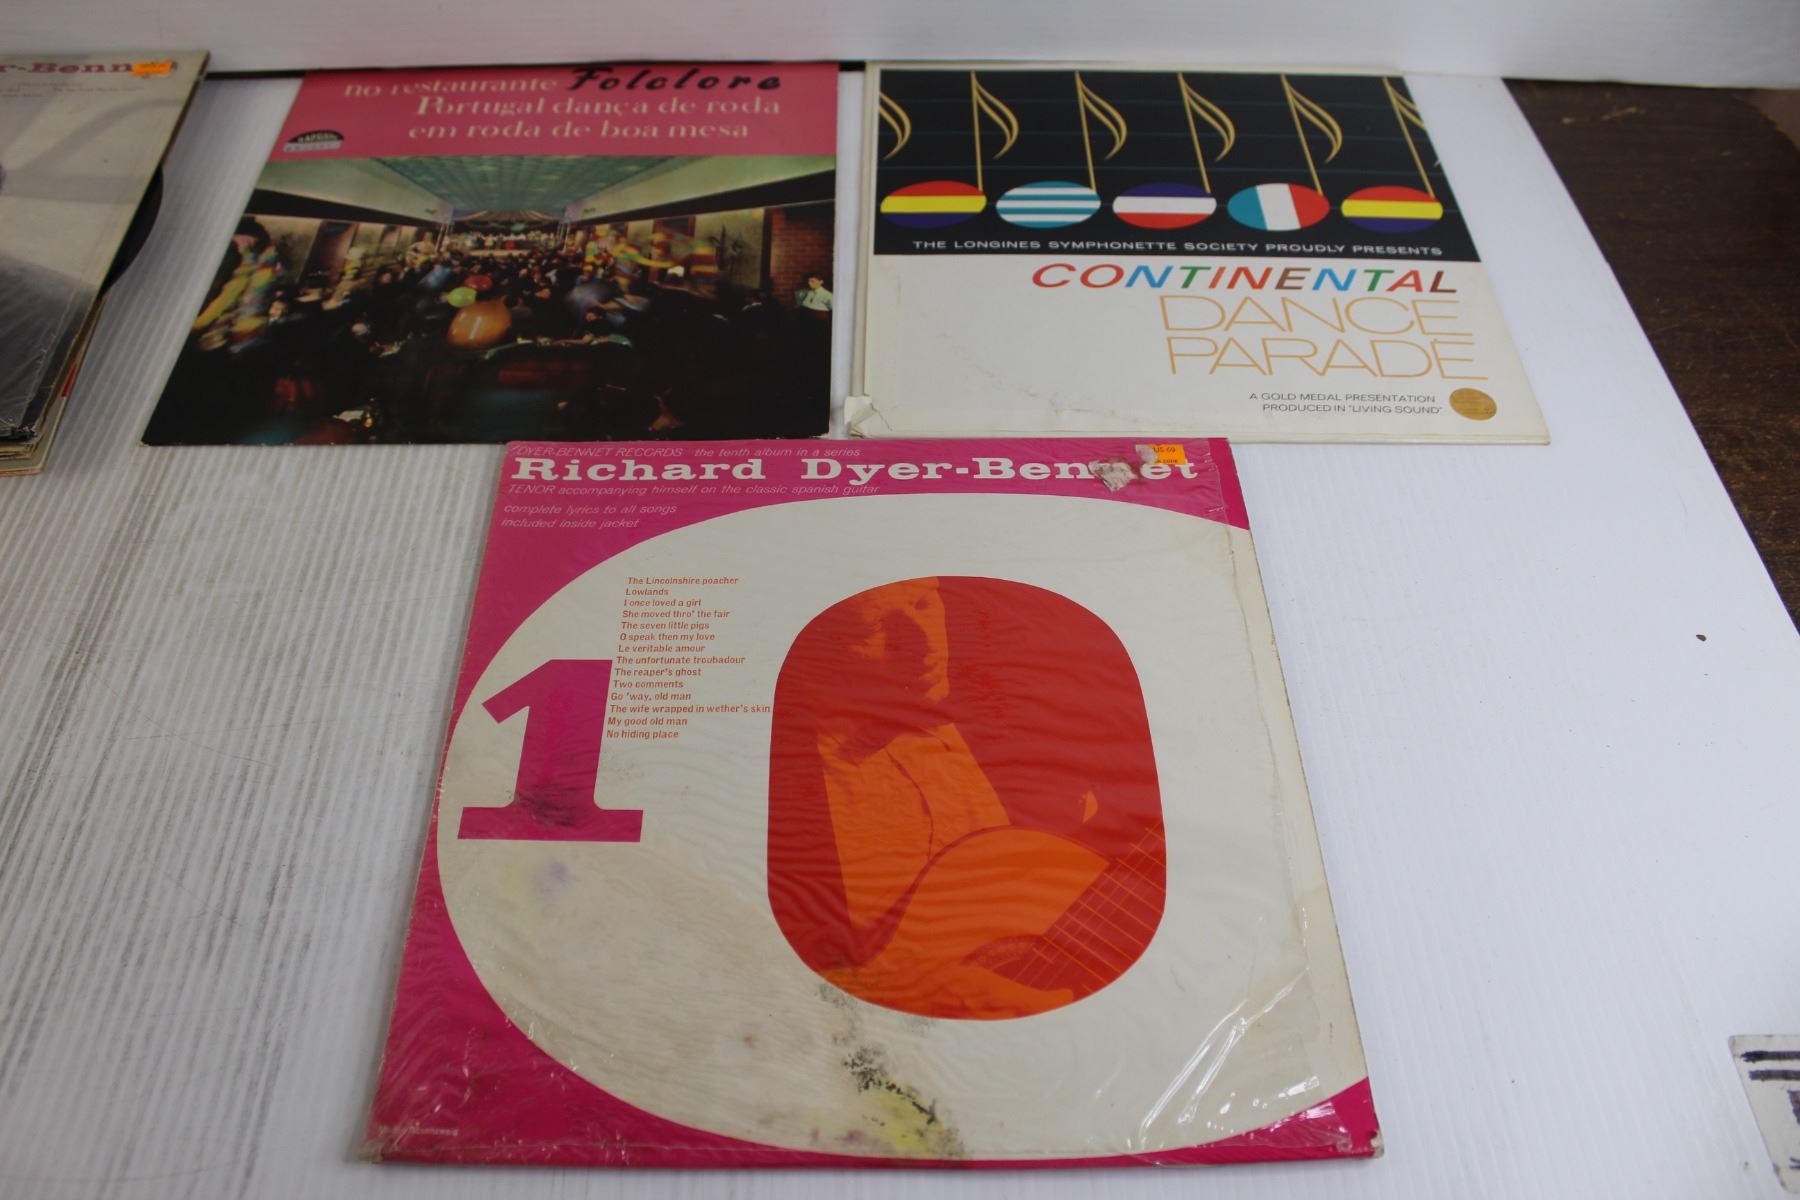 r-Benn
no restaurante Folclore
Portugal dança de roda
em roda de boa mesa
THE LONGINES SYMPHONETTE SOCIETY PROUDLY PRESENTS
CONTINENTAL
DANCE
PARADE
A GOLD MEDAL PRESENTATION
PRODUCED IN "LIVING SOUND"
DYER-BENNET RECORDS the tenth album in a series
Richard Dyer-Bennet
TENOR accompanying himself on the classic spanish guitar
complete lyrics to all songs
included inside jacket
The Lincolnshire poacher
Lowlands
I once loved a girl
She moved thro' the fair
The seven little pigs
O speak then my love
Le veritable amour
The unfortunate troubadour
The reaper's ghost
Two comments
Go 'way, old man
The wife wrapped in wether's skin
My good old man
No hiding place
10